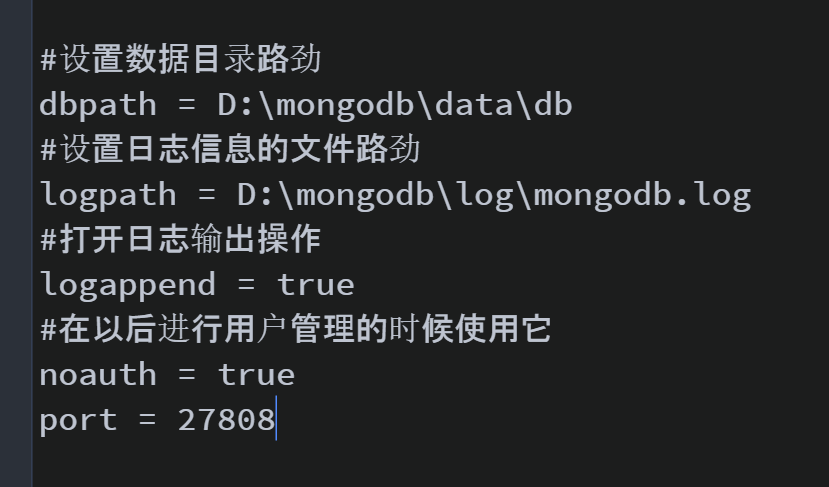 #设置数据目录路劲
dbpath = D:\mongodb\data\db
#设置日志信息的文件路劲
logpath = D:\mongodb\log\mongodb.log
#打开日志输出操作
logappend = true
#在以后进行用户管理的时候使用它
noauth = true
port = 27808